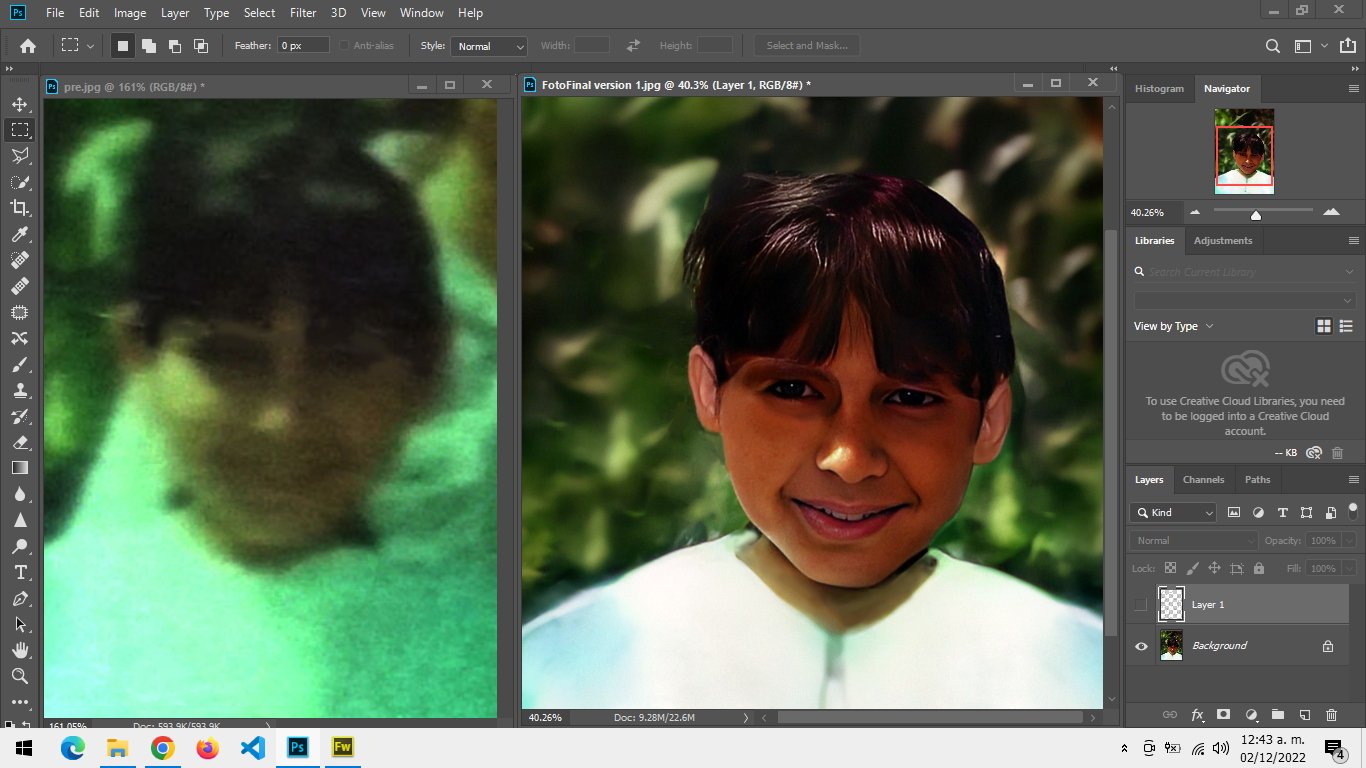 Ps File Edit Image Layer Type Select Filter 3D View Window Help
Feather: 0 px Anti-alias Style: Normal Width: Height: Select and Mask...
pre.jpg @ 161% (RGB/8#) *
FotoFinal version 1.jpg @ 40.3% (Layer 1, RGB/8#) *
Histogram Navigator
40.26%
Libraries Adjustments
Search Current Library
View by Type
To use Creative Cloud Libraries, you need
to be logged into a Creative Cloud
account.
-- KB
Layers Channels Paths
Kind
Normal Opacity: 100%
Lock: Fill: 100%
Layer 1
Background
161.05% Doc: 593.9K/593.9K
40.26% Doc: 9.28M/22.6M
fx
Ps Fw
12:43 a. m.
02/12/2022
4